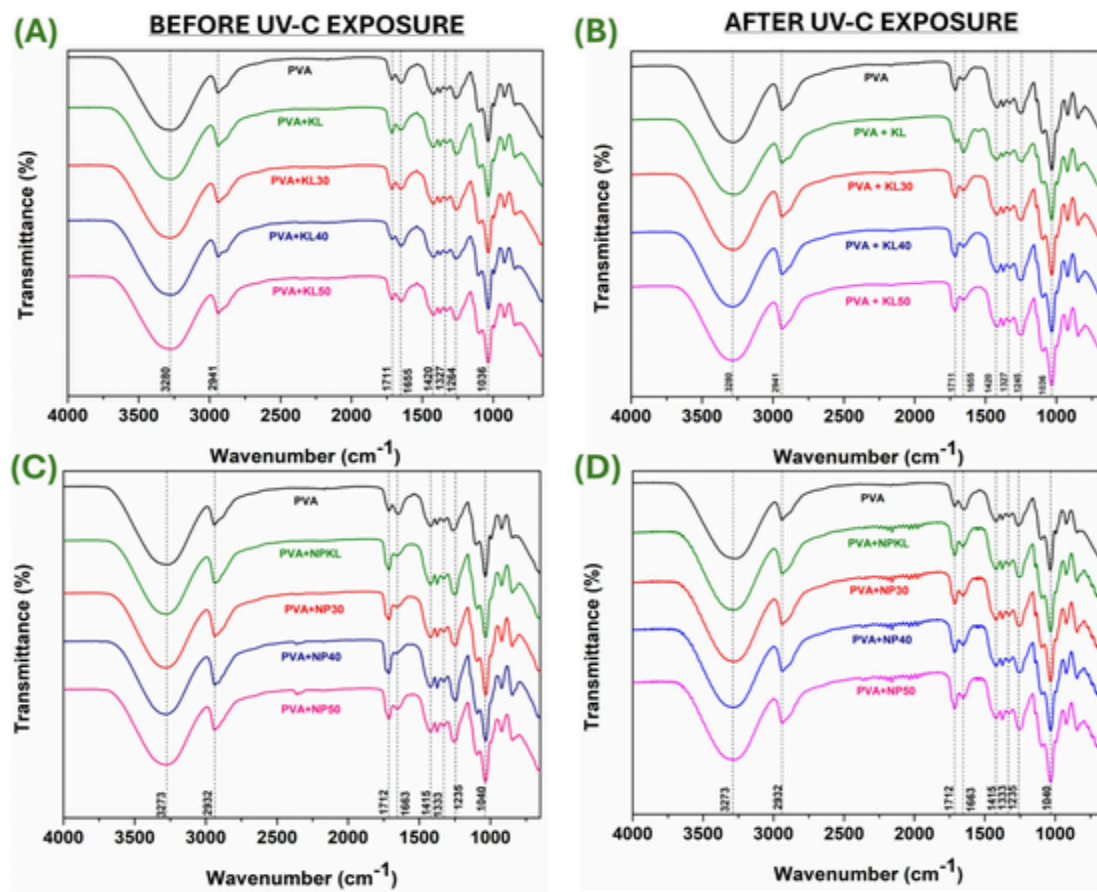 BEFORE UV-C EXPOSURE
AFTER UV-C EXPOSURE
(A)
PVA
PVA+KL
PVA+KL30
PVA+KL40
PVA+KL50
Transmittance (%)
3280
2941
1711
1655
1420
1327
1264
1036
4000 3500 3000 2500 2000 1500 1000
Wavenumber (cm⁻¹)
(B)
PVA
PVA + KL
PVA + KL30
PVA + KL40
PVA + KL50
Transmittance (%)
3280
2941
1711
1655
1420
1327
1245
1036
4000 3500 3000 2500 2000 1500 1000
Wavenumber (cm⁻¹)
(C)
PVA
PVA+NPKL
PVA+NP30
PVA+NP40
PVA+NP50
Transmittance (%)
3273
2932
1712
1663
1415
1333
1235
1040
4000 3500 3000 2500 2000 1500 1000
Wavenumber (cm⁻¹)
(D)
PVA
PVA+NPKL
PVA+NP30
PVA+NP40
PVA+NP50
Transmittance (%)
3273
2932
1712
1663
1415
1333
1235
1040
4000 3500 3000 2500 2000 1500 1000
Wavenumber (cm⁻¹)